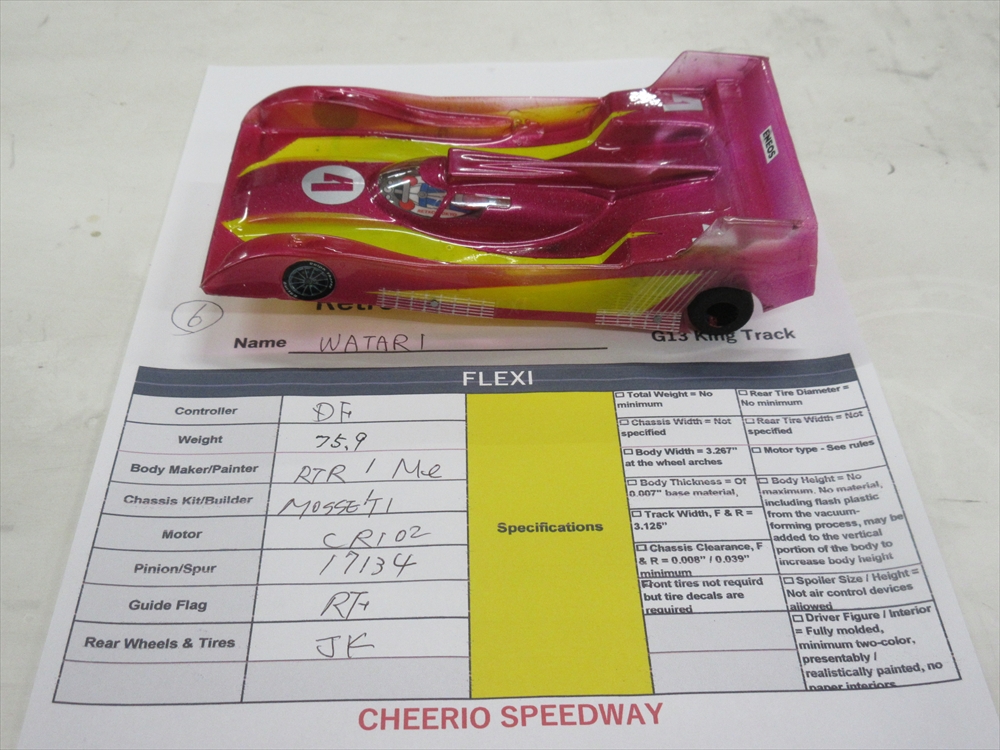 4
4
ENEOS
Retro
6
Name WATARI
G13 King Track
FLEXI
Controller DF
Weight 75.9
Body Maker/Painter RTR / Me
Chassis Kit/Builder MOSSETTI
Motor CR102
Pinion/Spur 17134
Guide Flag RF
Rear Wheels & Tires JK
Specifications
☐ Total Weight = No
minimum
☐ Chassis Width = Not
specified
☐ Body Width = 3.267"
at the wheel arches
☐ Body Thickness = Of
0.007" base material,
☐ Track Width, F & R =
3.125"
☐ Chassis Clearance, F
& R = 0.008" / 0.039"
minimum
Front tires not requird
but tire decals are
required
☐ Rear Tire Diameter =
No minimum
☐ Rear Tire Width = Not
specified
☐ Motor type - See rules
☐ Body Height = No
maximum. No material,
including flash plastic
from the vacuum-
forming process, may be
added to the vertical
portion of the body to
increase body height
☐ Spoiler Size / Height =
Not air control devices
allowed
☐ Driver Figure / Interior
= Fully molded,
minimum two-color,
presentably /
realistically painted, no
paper interiors
CHEERIO SPEEDWAY